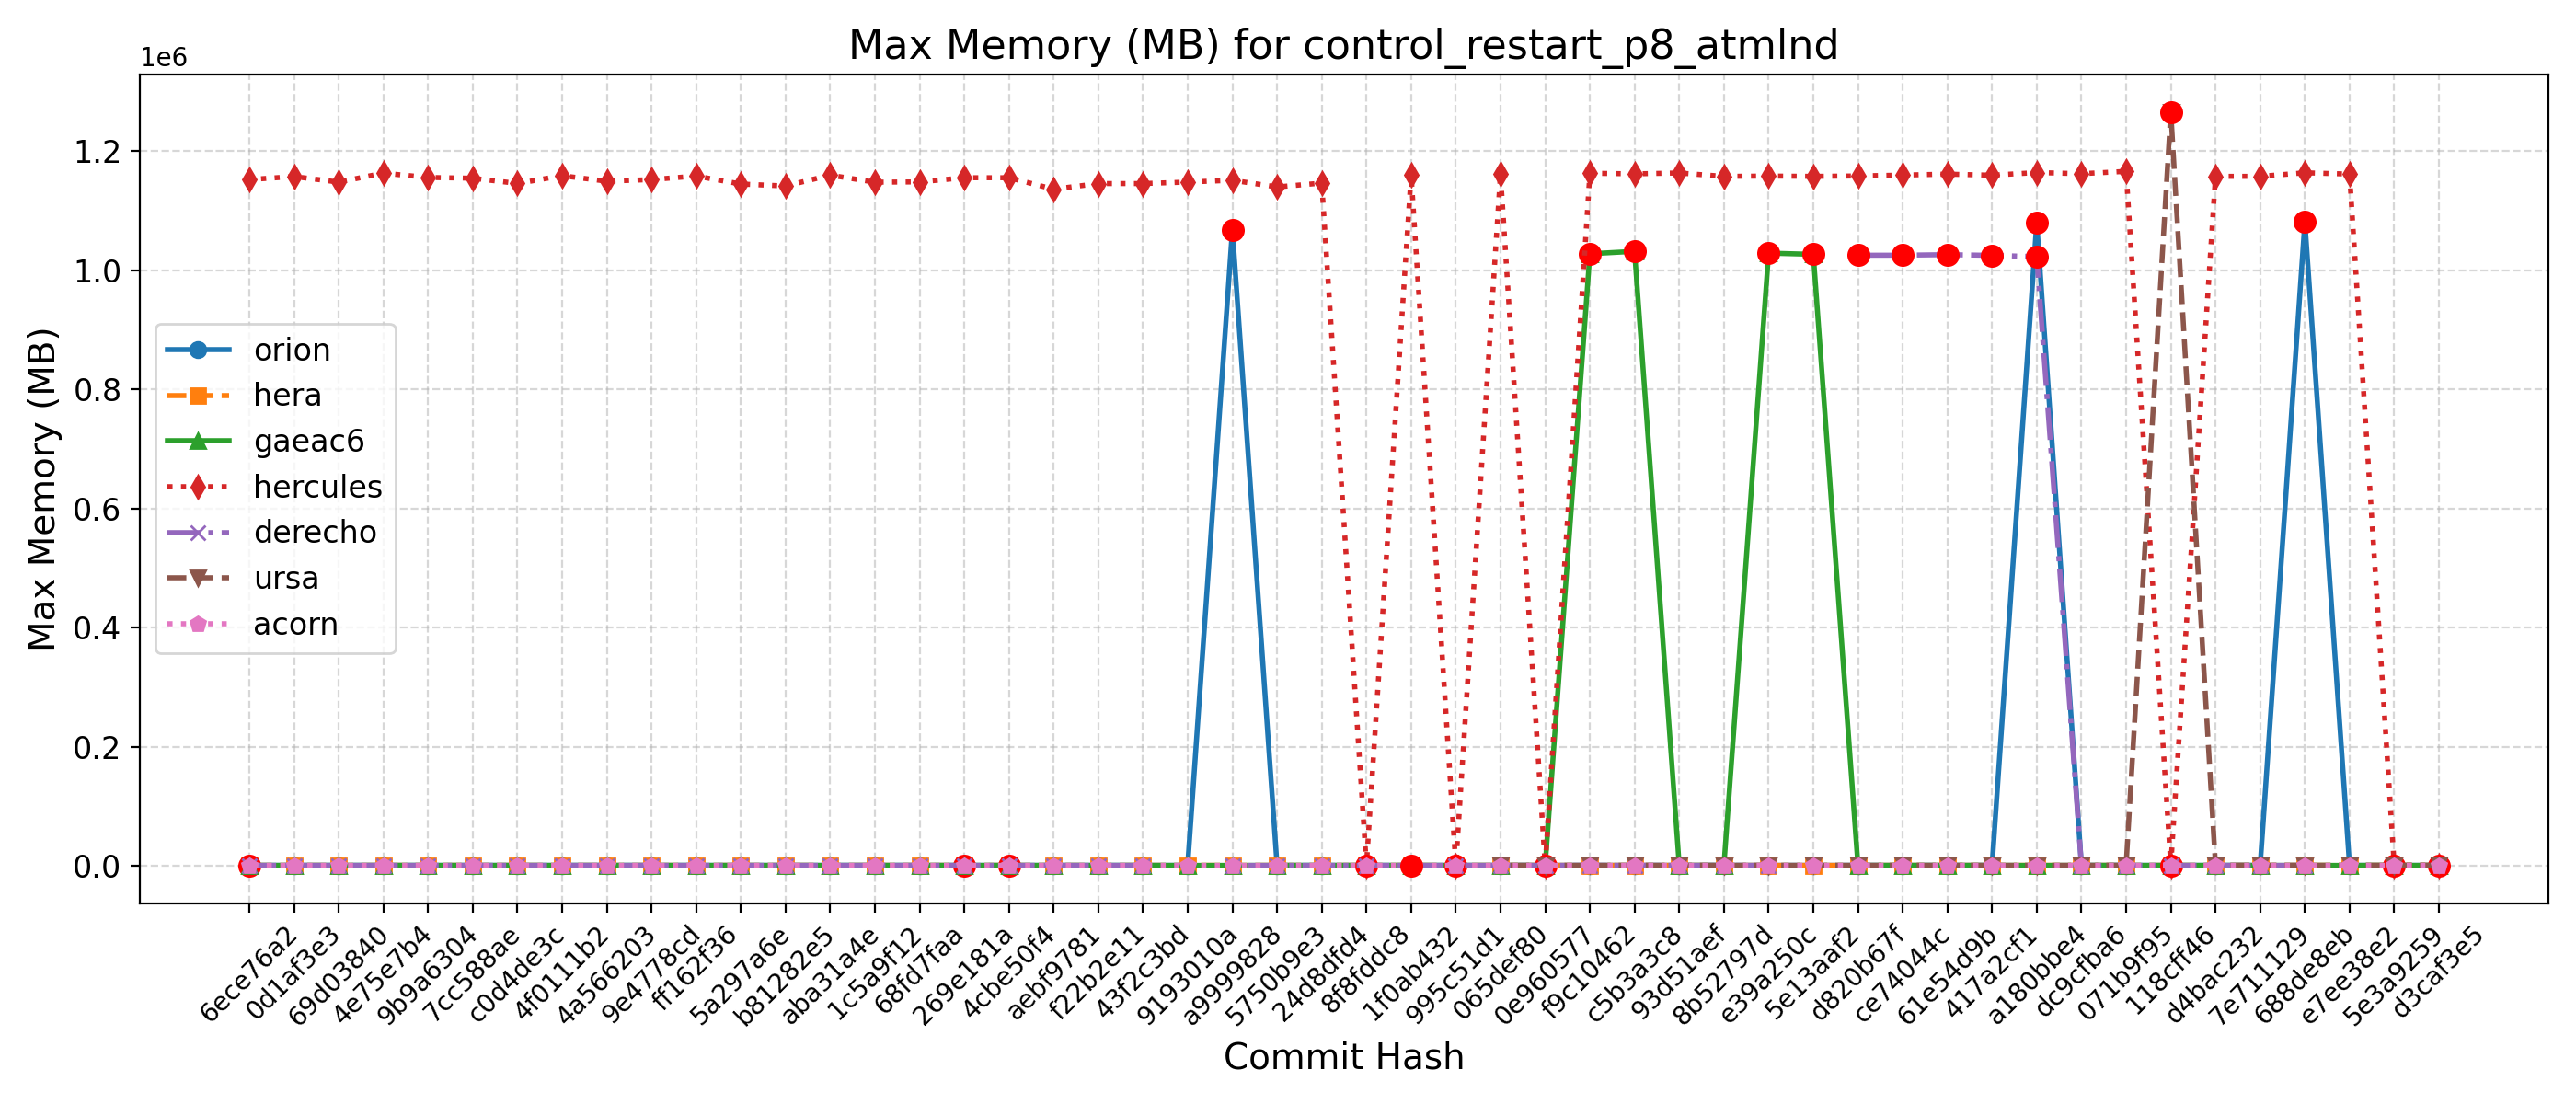 Max Memory (MB) for control_restart_p8_atmlnd
1e6
1.2
1.0
0.8
0.6
0.4
0.2
0.0
Max Memory (MB)
orion
hera
gaeac6
hercules
derecho
ursa
acorn
6ece76a2
0d1af3e3
69d03840
4e75e7b4
9b9a6304
7cc588ae
c0d4de3c
4f0111b2
4a566203
9e4778cd
ff162f36
5a297a6e
b81282e5
aba31a4e
1c5a9f12
68fd7faa
269e181a
4cbe50f4
aebf9781
f22b2e11
43f2c3bd
9193010a
a9999828
5750b9e3
24d8dfd4
8f8fddc8
1f0ab432
995c51d1
065def80
0e960577
f9c10462
c5b3a3c8
93d51aef
8b52797d
e39a250c
5e13aaf2
d820b67f
ce74044c
61e54d9b
417a2cf1
a180bbe4
dc9cfba6
071b9f95
118cff46
d4bac232
7e711129
688de8eb
e7ee38e2
5e3a9259
d3caf3e5
Commit Hash